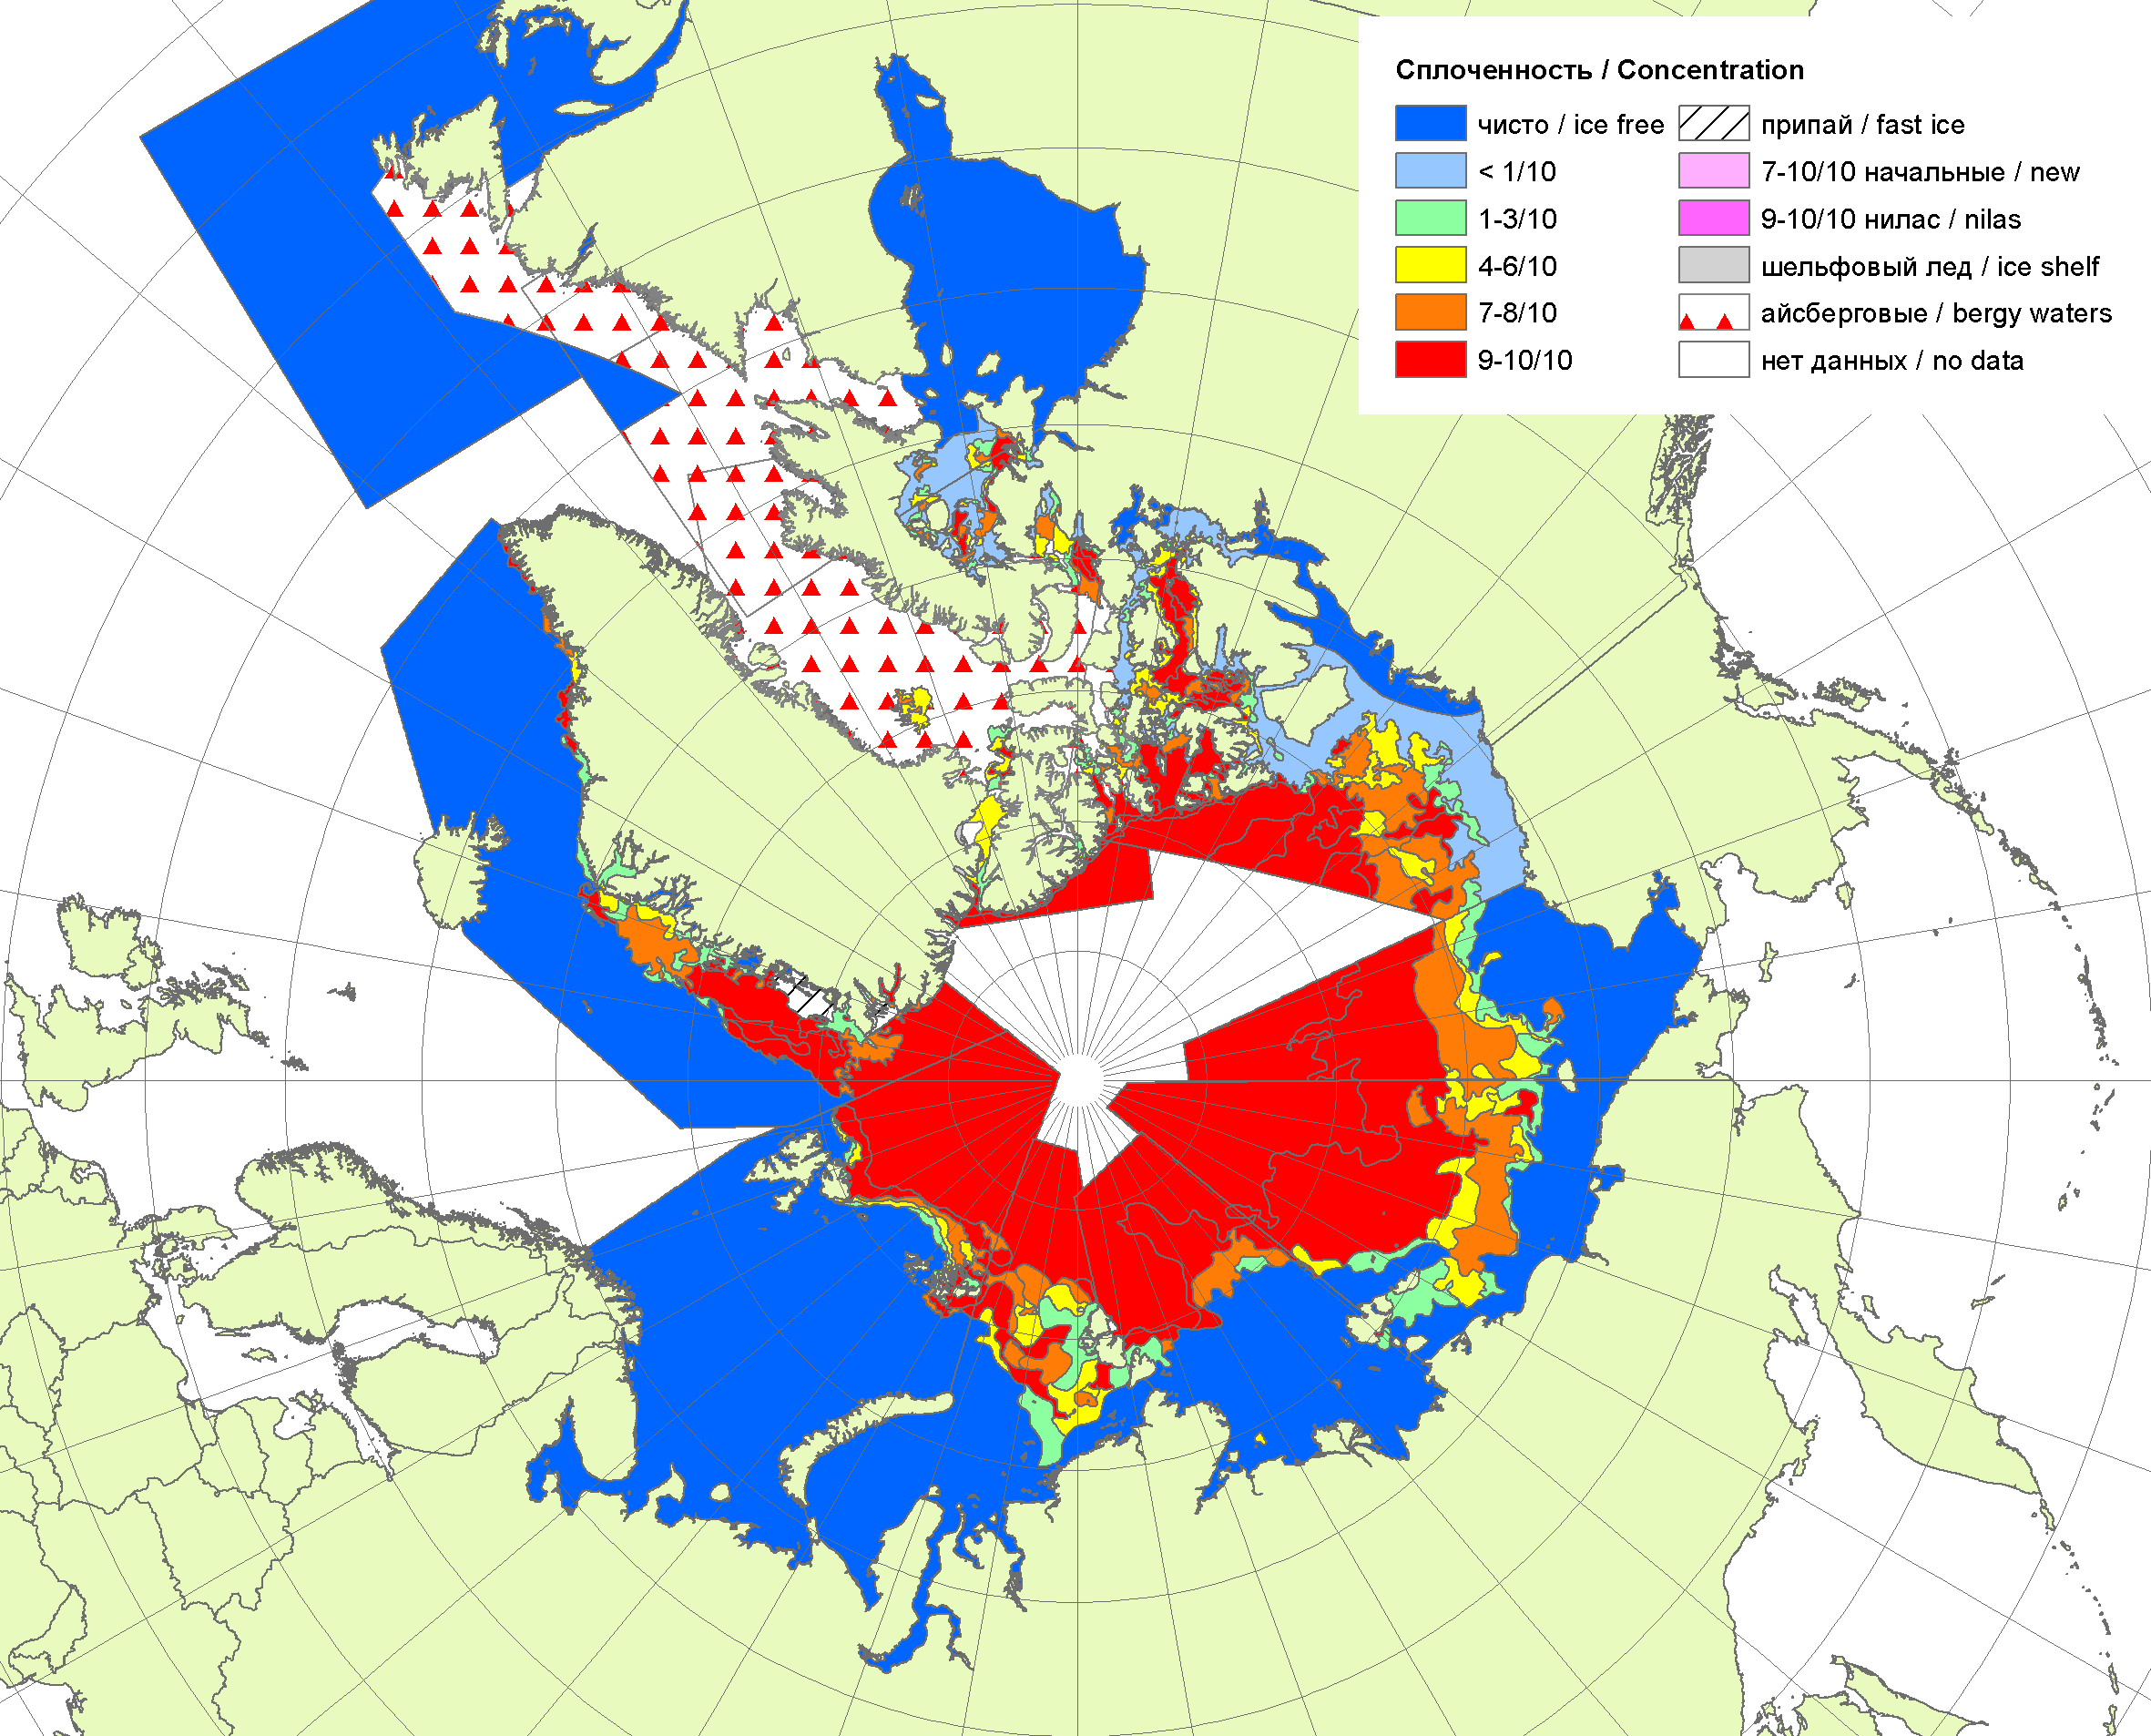 Сплоченность / Concentration
чисто / ice free
< 1/10
1-3/10
4-6/10
7-8/10
9-10/10
припай / fast ice
7-10/10 начальные / new
9-10/10 нилас / nilas
шельфовый лед / ice shelf
айсберговые / bergy waters
нет данных / no data